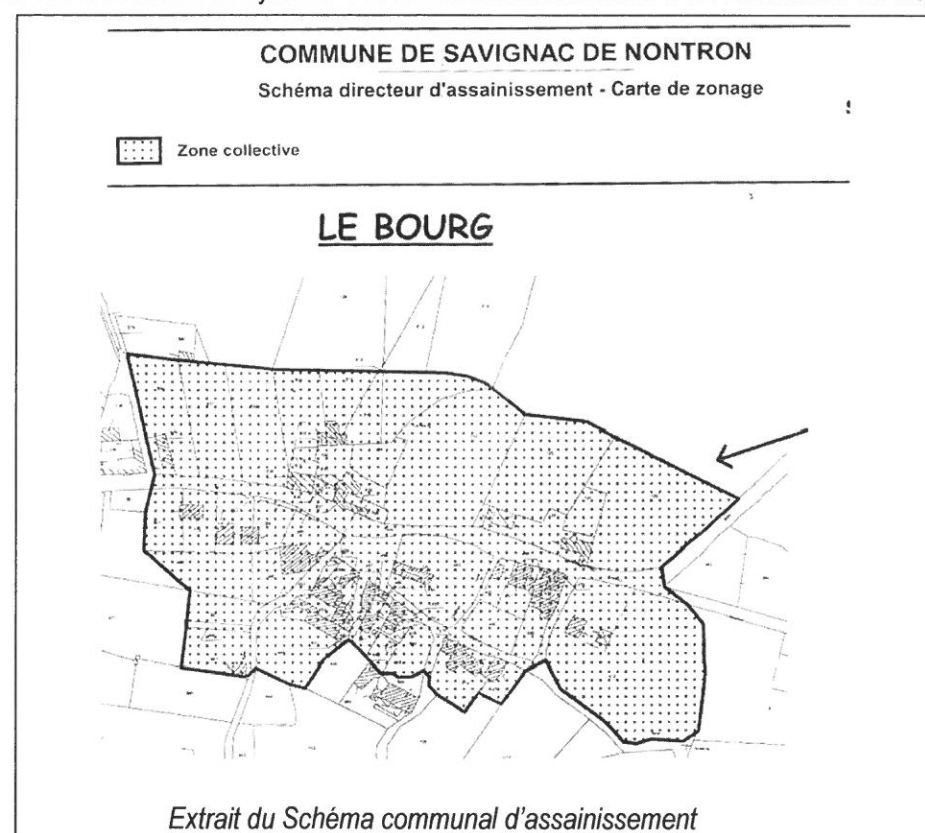 COMMUNE DE SAVIGNAC DE NONTRON
Schéma directeur d'assainissement - Carte de zonage
Zone collective
LE BOURG
Extrait du Schéma communal d'assainissement